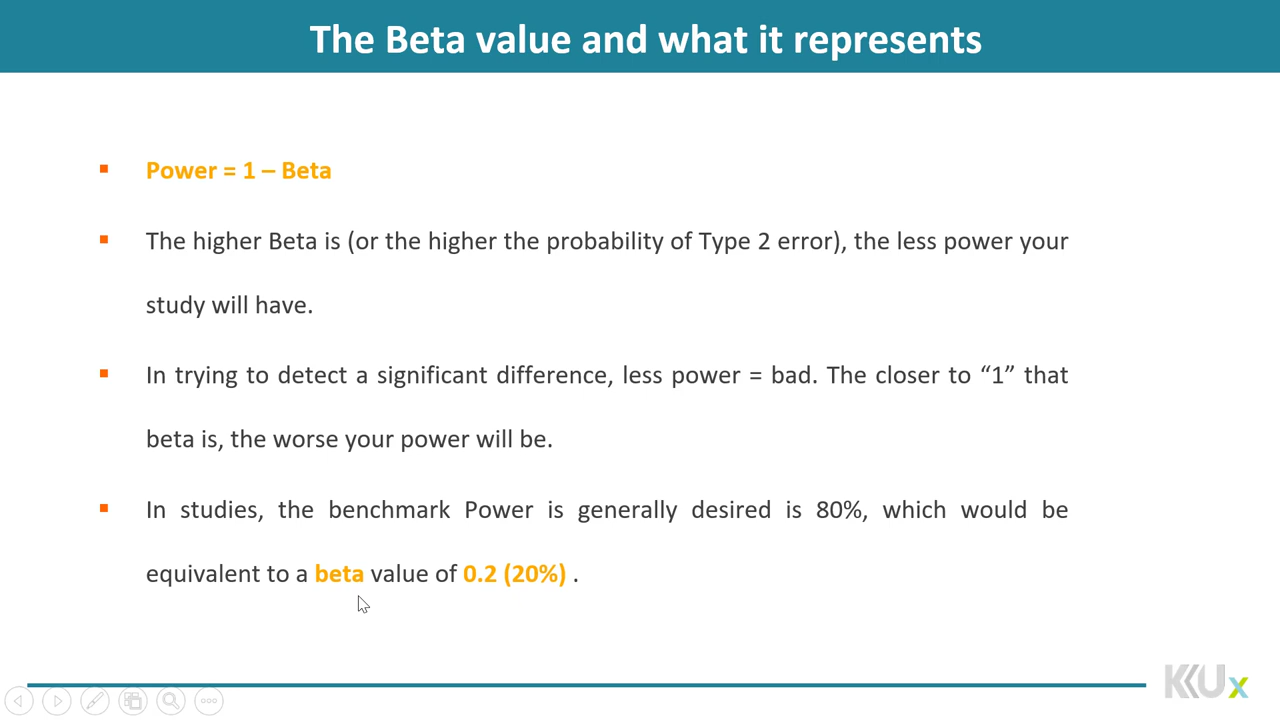 The Beta value and what it represents
Power = 1 – Beta
The higher Beta is (or the higher the probability of Type 2 error), the less power your
study will have.
In trying to detect a significant difference, less power = bad. The closer to “1” that
beta is, the worse your power will be.
In studies, the benchmark Power is generally desired is 80%, which would be
equivalent to a beta value of 0.2 (20%) .
KKUx